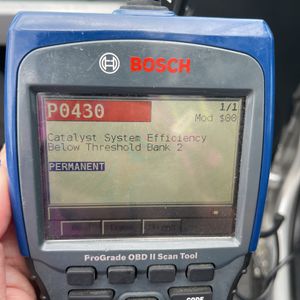 BOSCH
P0430 1/1
Mod $00
Catalyst System Efficiency
Below Threshold Bank 2
PERMANENT
ProGrade OBD II Scan Tool
CODE